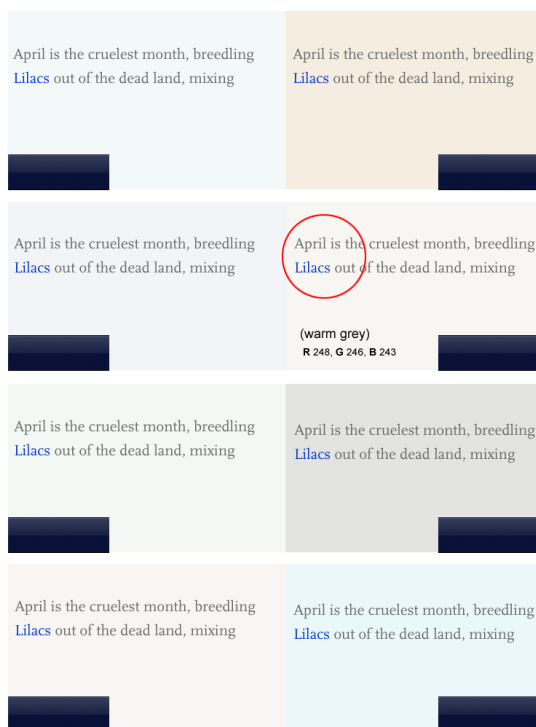 April is the cruelest month, breedling
Lilacs out of the dead land, mixing
April is the cruelest month, breedling
Lilacs out of the dead land, mixing
April is the cruelest month, breedling
Lilacs out of the dead land, mixing
April is the cruelest month, breedling
Lilacs out of the dead land, mixing
(warm grey)
R 248, G 246, B 243
April is the cruelest month, breedling
Lilacs out of the dead land, mixing
April is the cruelest month, breedling
Lilacs out of the dead land, mixing
April is the cruelest month, breedling
Lilacs out of the dead land, mixing
April is the cruelest month, breedling
Lilacs out of the dead land, mixing